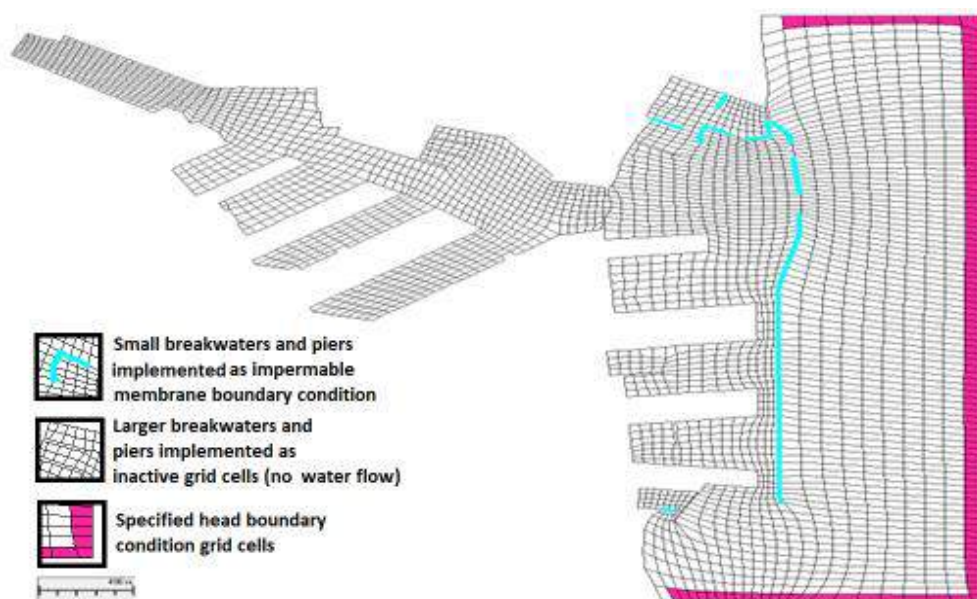 Small breakwaters and piers
implemented as impermable
membrane boundary condition
Larger breakwaters and
piers implemented as
inactive grid cells (no water flow)
Specified head boundary
condition grid cells